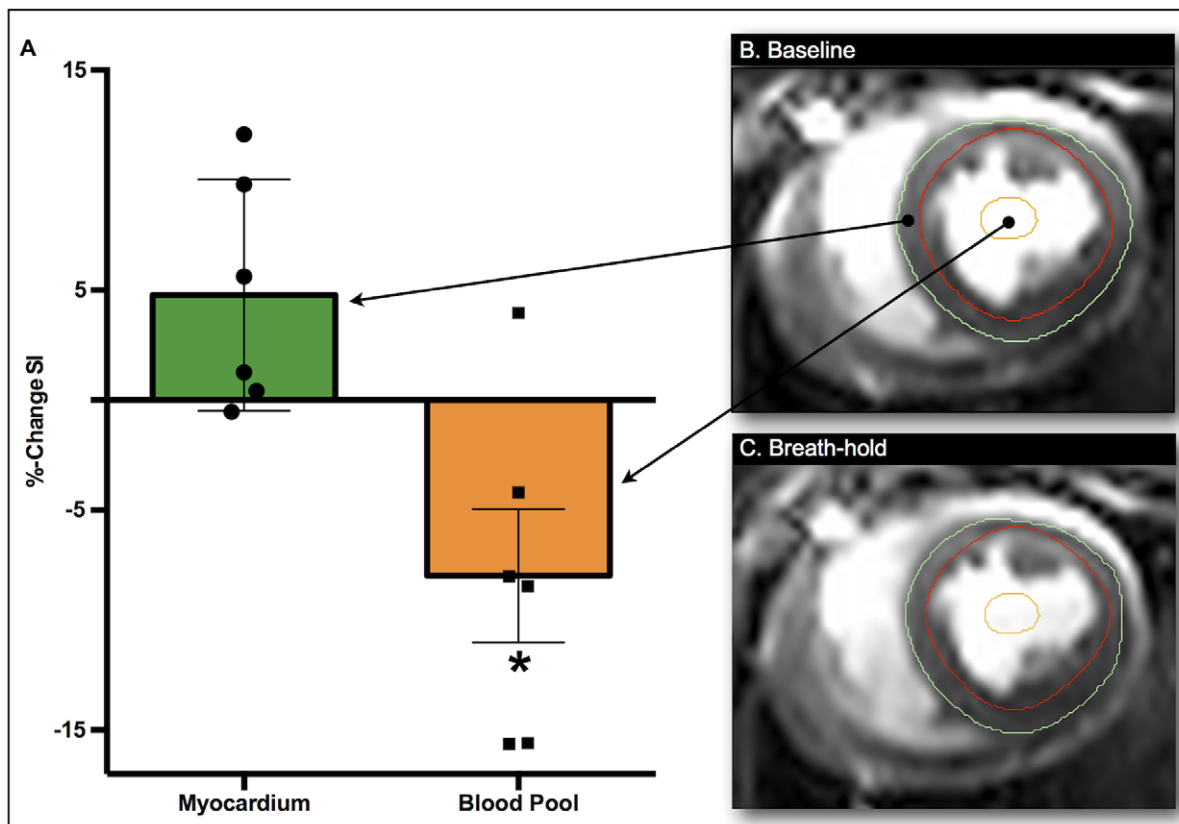 A
15
5
-5
-15
%-Change SI
Myocardium
Blood Pool
*
B. Baseline
C. Breath-hold